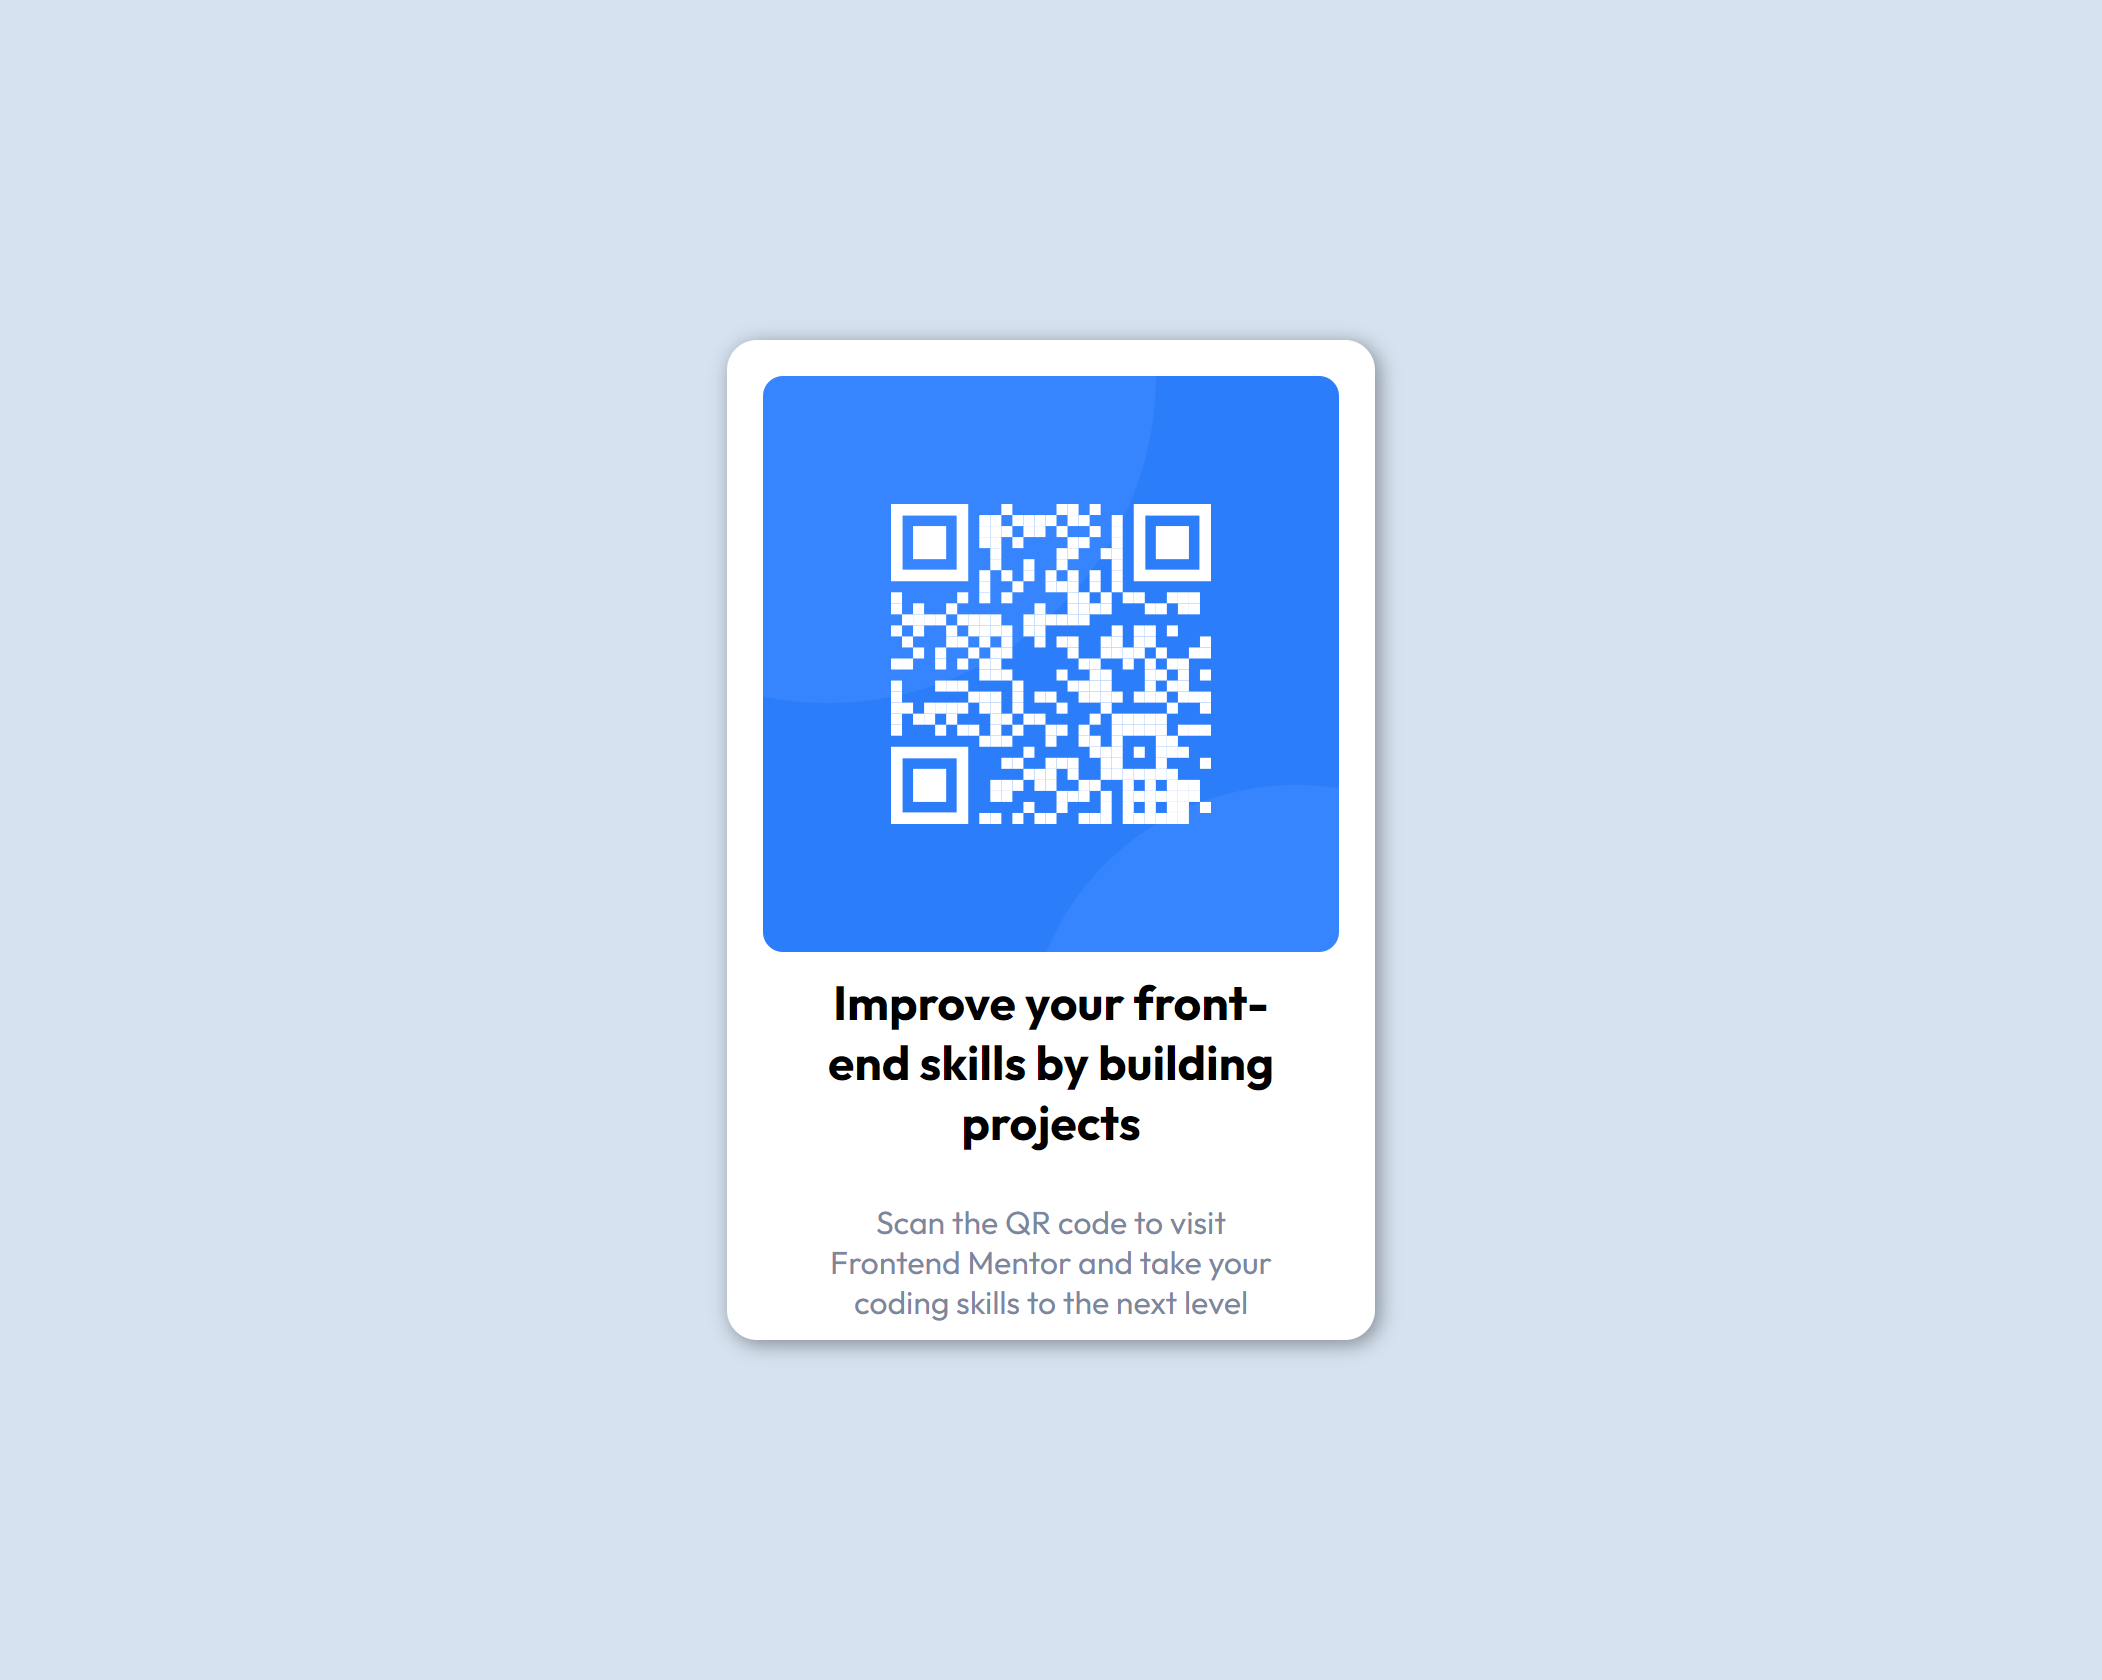 Improve your front-
end skills by building
projects
Scan the QR code to visit
Frontend Mentor and take your
coding skills to the next level